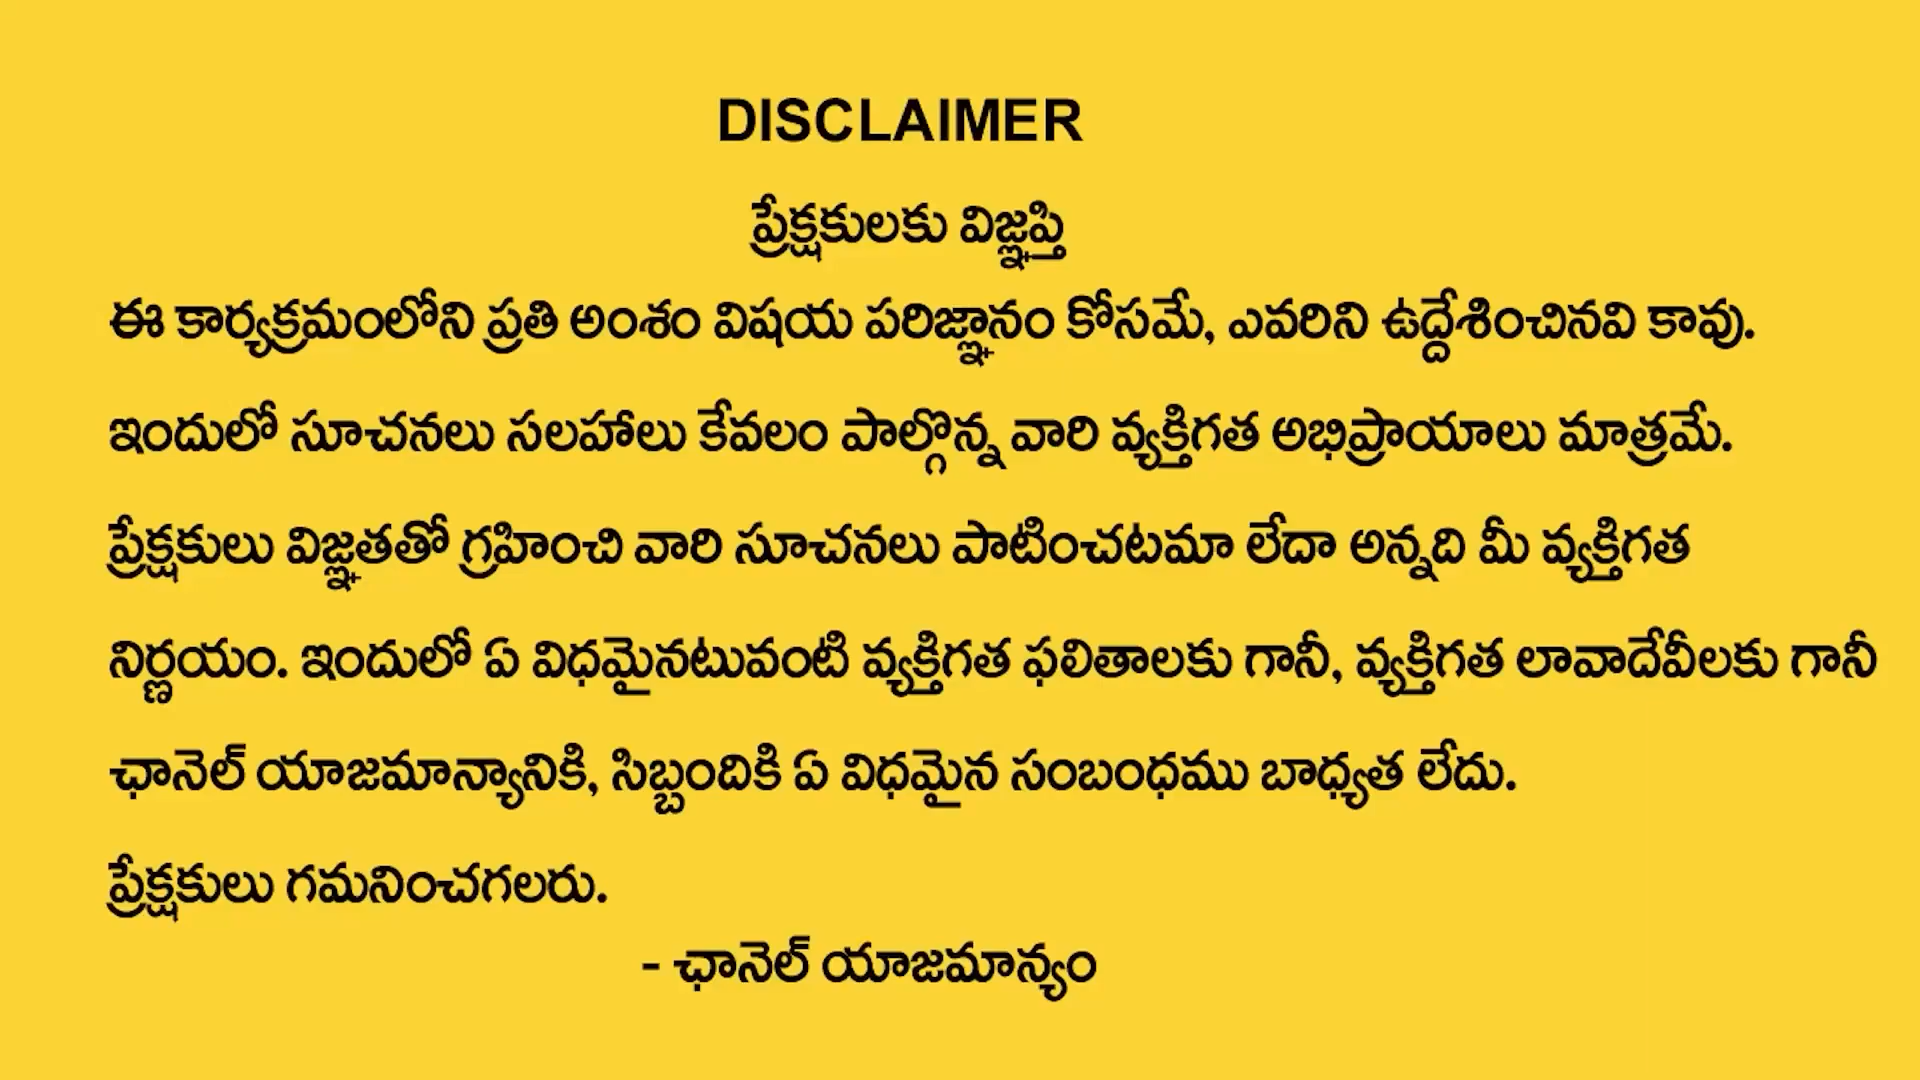 DISCLAIMER
ప్రేక్షకులకు విజ్ఞప్తి
ఈ కార్యక్రమంలోని ప్రతి అంశం విషయ పరిజ్ఞానం కోసమే, ఎవరిని ఉద్దేశించినవి కావు.
ఇందులో సూచనలు సలహాలు కేవలం పాల్గొన్న వారి వ్యక్తిగత అభిప్రాయాలు మాత్రమే.
ప్రేక్షకులు విజ్ఞతతో గ్రహించి వారి సూచనలు పాటించటమా లేదా అన్నది మీ వ్యక్తిగత
నిర్ణయం. ఇందులో ఏ విధమైనటువంటి వ్యక్తిగత ఫలితాలకు గానీ, వ్యక్తిగత లావాదేవీలకు గానీ
ఛానెల్ యాజమాన్యానికి, సిబ్బందికి ఏ విధమైన సంబంధము బాధ్యత లేదు.
ప్రేక్షకులు గమనించగలరు.
- ఛానెల్ యాజమాన్యం